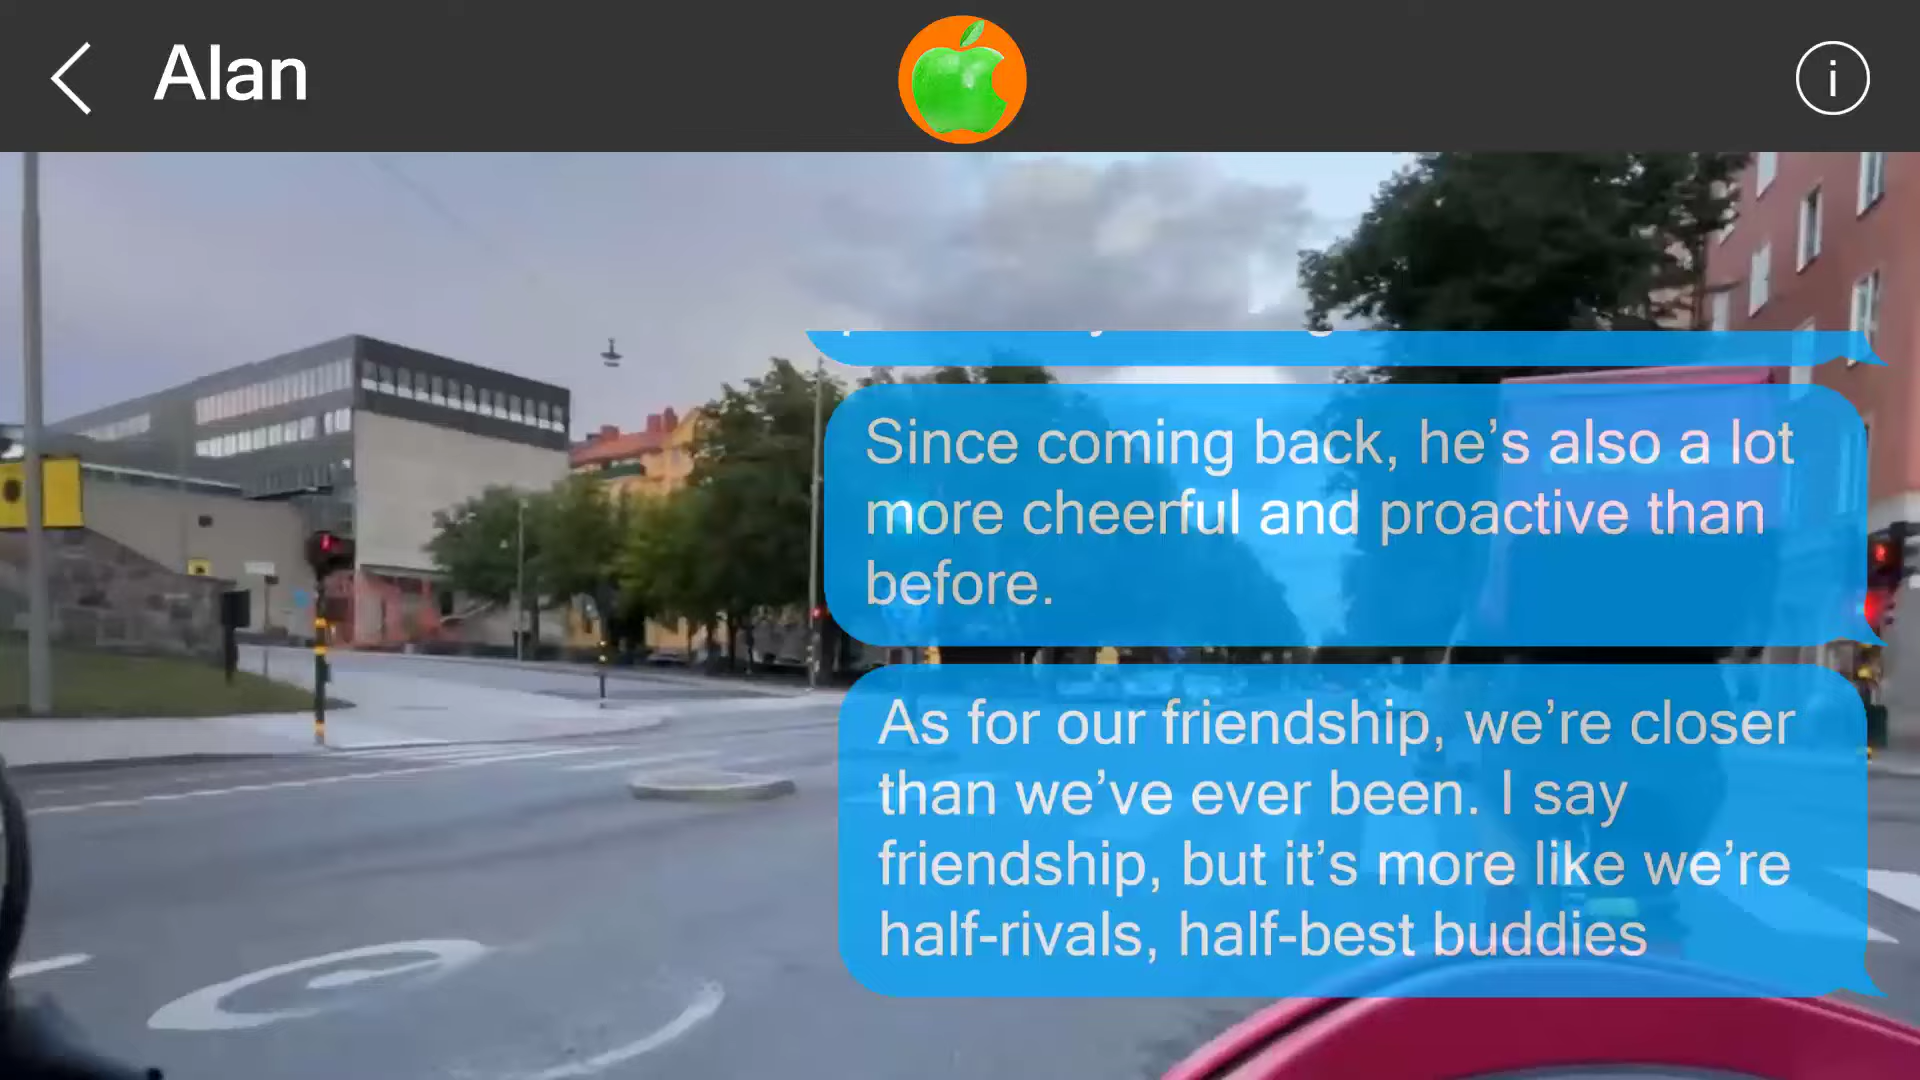 Alan
Since coming back, he’s also a lot
more cheerful and proactive than
before.
As for our friendship, we’re closer
than we’ve ever been. I say
friendship, but it’s more like we’re
half-rivals, half-best buddies